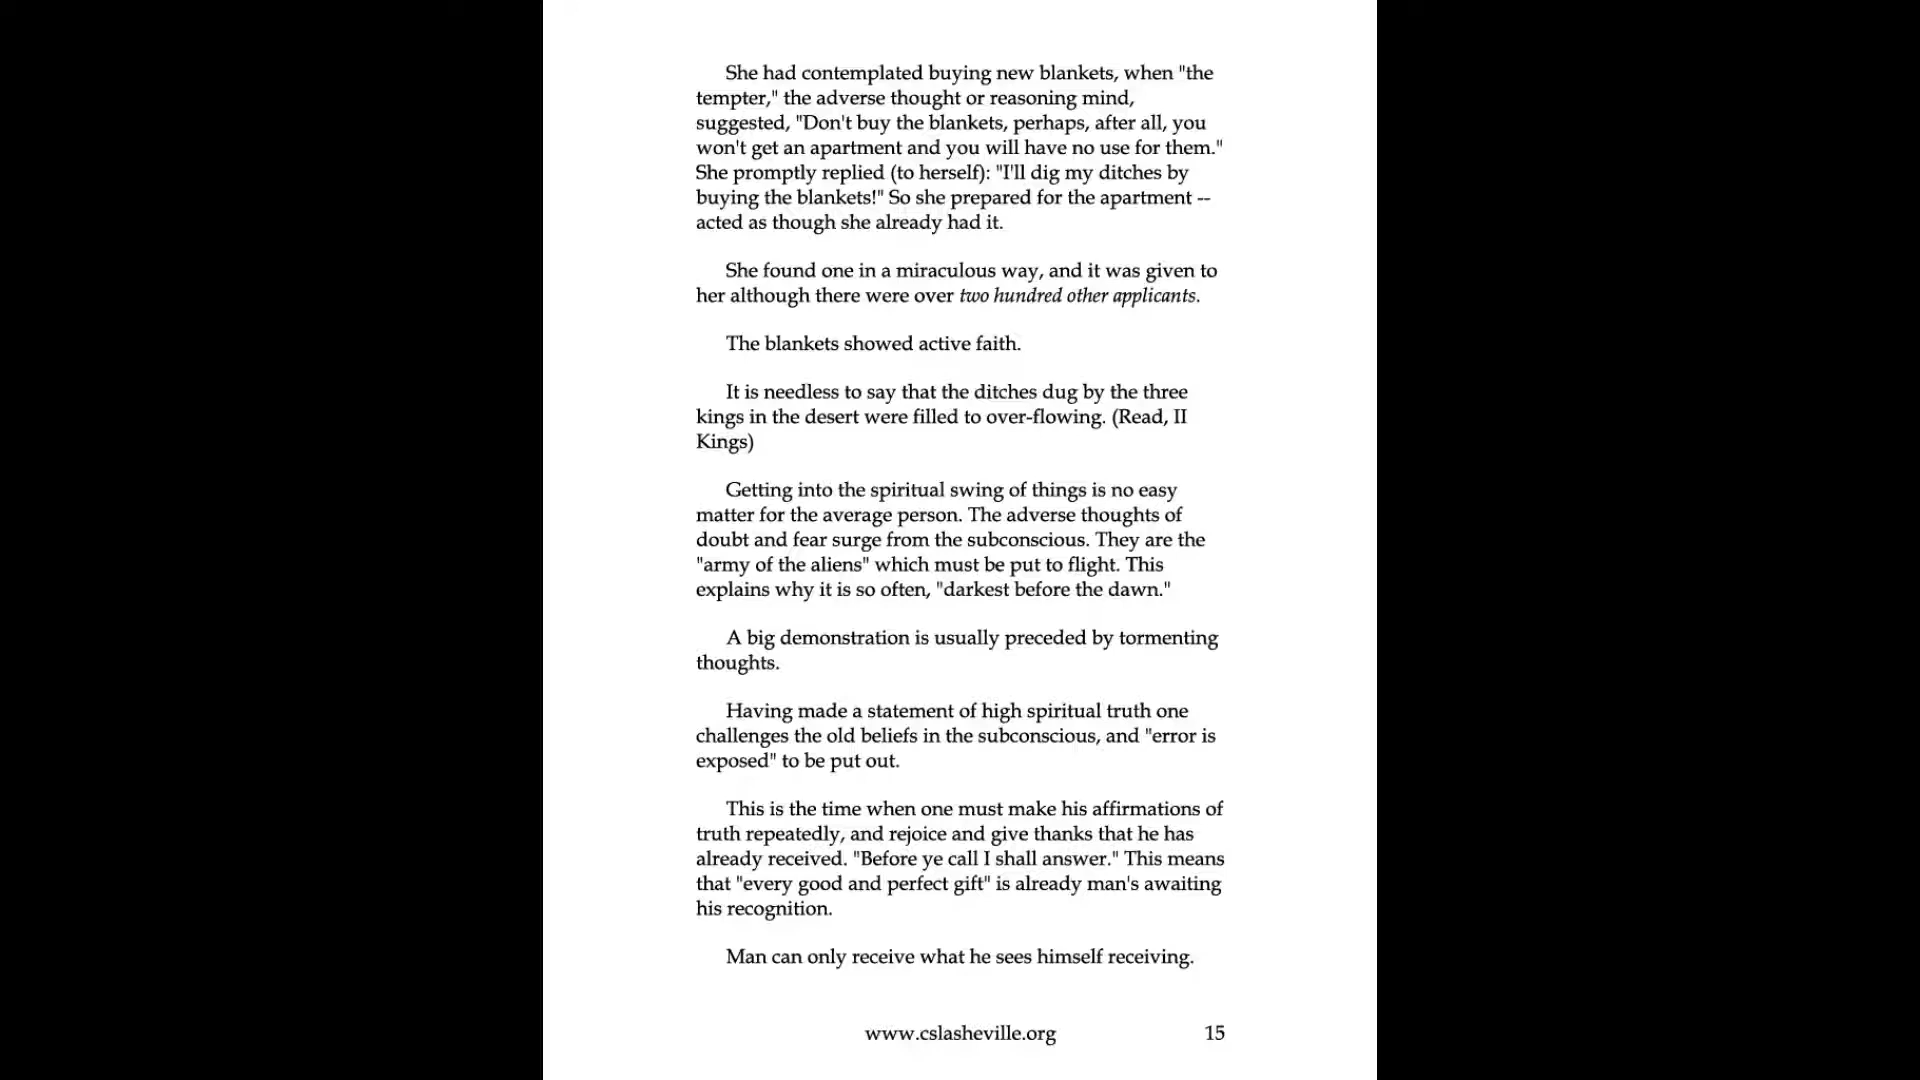 She had contemplated buying new blankets, when "the
tempter," the adverse thought or reasoning mind,
suggested, "Don't buy the blankets, perhaps, after all, you
won't get an apartment and you will have no use for them."
She promptly replied (to herself): "I'll dig my ditches by
buying the blankets!" So she prepared for the apartment --
acted as though she already had it.
She found one in a miraculous way, and it was given to
her although there were over two hundred other applicants.
The blankets showed active faith.
It is needless to say that the ditches dug by the three
kings in the desert were filled to over-flowing. (Read, II
Kings)
Getting into the spiritual swing of things is no easy
matter for the average person. The adverse thoughts of
doubt and fear surge from the subconscious. They are the
"army of the aliens" which must be put to flight. This
explains why it is so often, "darkest before the dawn."
A big demonstration is usually preceded by tormenting
thoughts.
Having made a statement of high spiritual truth one
challenges the old beliefs in the subconscious, and "error is
exposed" to be put out.
This is the time when one must make his affirmations of
truth repeatedly, and rejoice and give thanks that he has
already received. "Before ye call I shall answer." This means
that "every good and perfect gift" is already man's awaiting
his recognition.
Man can only receive what he sees himself receiving.
www.cslasheville.org 15